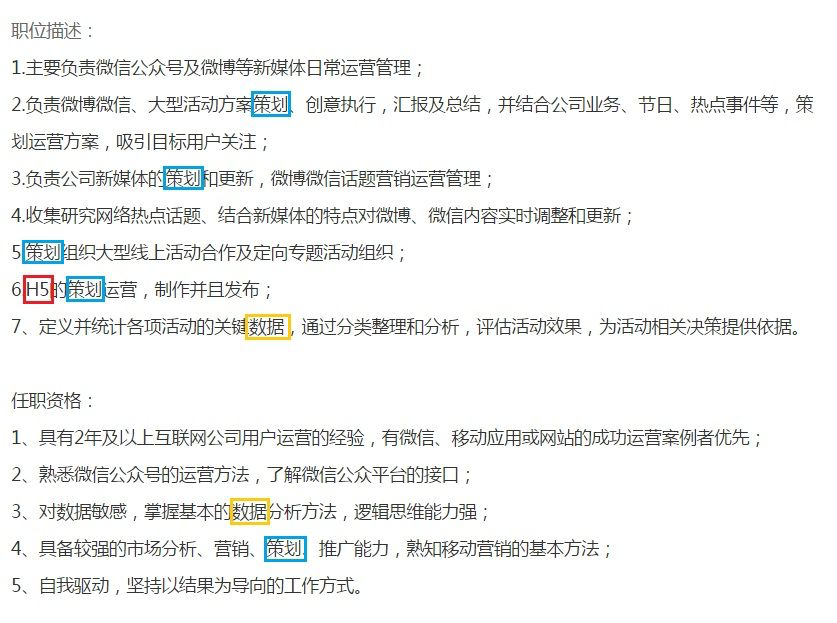 职位描述：
1.主要负责微信公众号及微博等新媒体日常运营管理；
2.负责微博微信、大型活动方案策划、创意执行，汇报及总结，并结合公司业务、节日、热点事件等，策
划运营方案，吸引目标用户关注；
3.负责公司新媒体的策划和更新，微博微信话题营销运营管理；
4.收集研究网络热点话题、结合新媒体的特点对微博、微信内容实时调整和更新；
5.策划组织大型线上活动合作及定向专题活动组织；
6.H5的策划运营，制作并且发布；
7、定义并统计各项活动的关键数据，通过分类整理和分析，评估活动效果，为活动相关决策提供依据。
任职资格：
1、具有2年及以上互联网公司用户运营的经验，有微信、移动应用或网站的成功运营案例者优先；
2、熟悉微信公众号的运营方法，了解微信公众平台的接口；
3、对数据敏感，掌握基本的数据分析方法，逻辑思维能力强；
4、具备较强的市场分析、营销、策划、推广能力，熟知移动营销的基本方法；
5、自我驱动，坚持以结果为导向的工作方式。